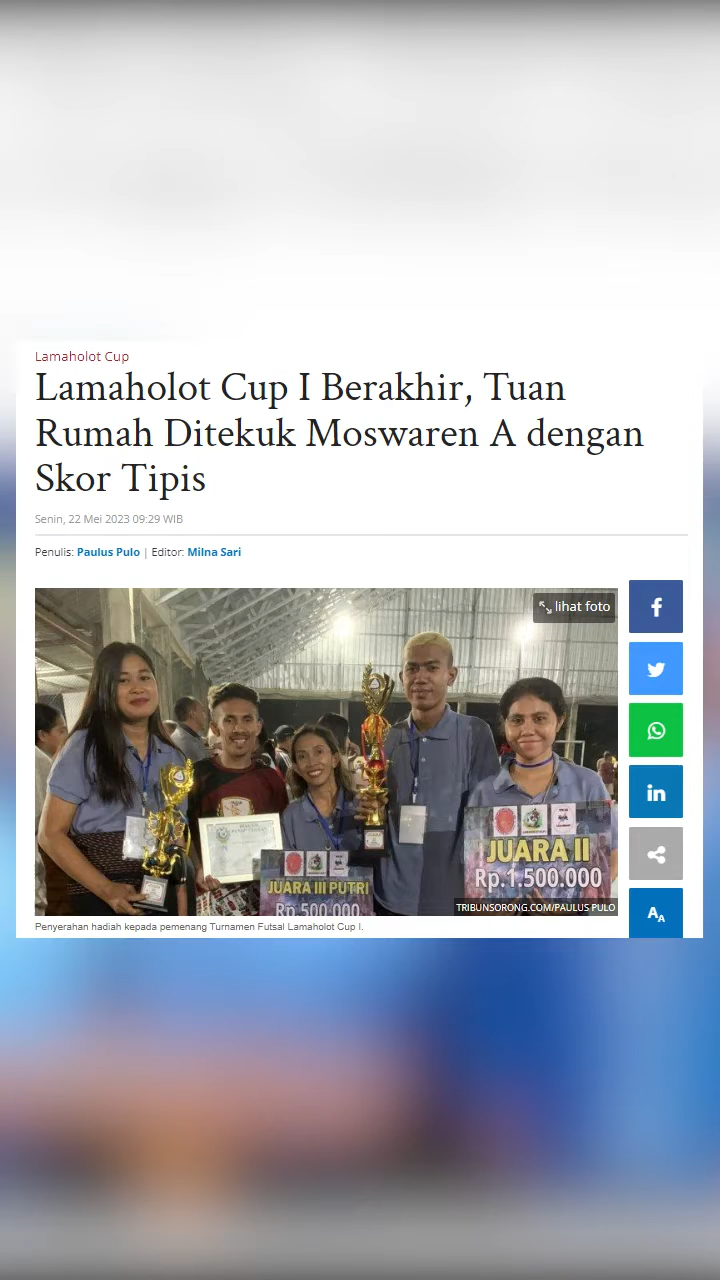 Lamaholot Cup
Lamaholot Cup I Berakhir, Tuan
Rumah Ditekuk Moswaren A dengan
Skor Tipis
Senin, 22 Mei 2023 09:29 WIB
Penulis: Paulus Pulo | Editor: Milna Sari
lihat foto
JUARA II
Rp.1.500.000
JUARA III PUTRI
Rp.500.000
TRIBUNSORONG.COM/PAULUS PULO
Penyerahan hadiah kepada pemenang Turnamen Futsal Lamaholot Cup I.
f
in
AA